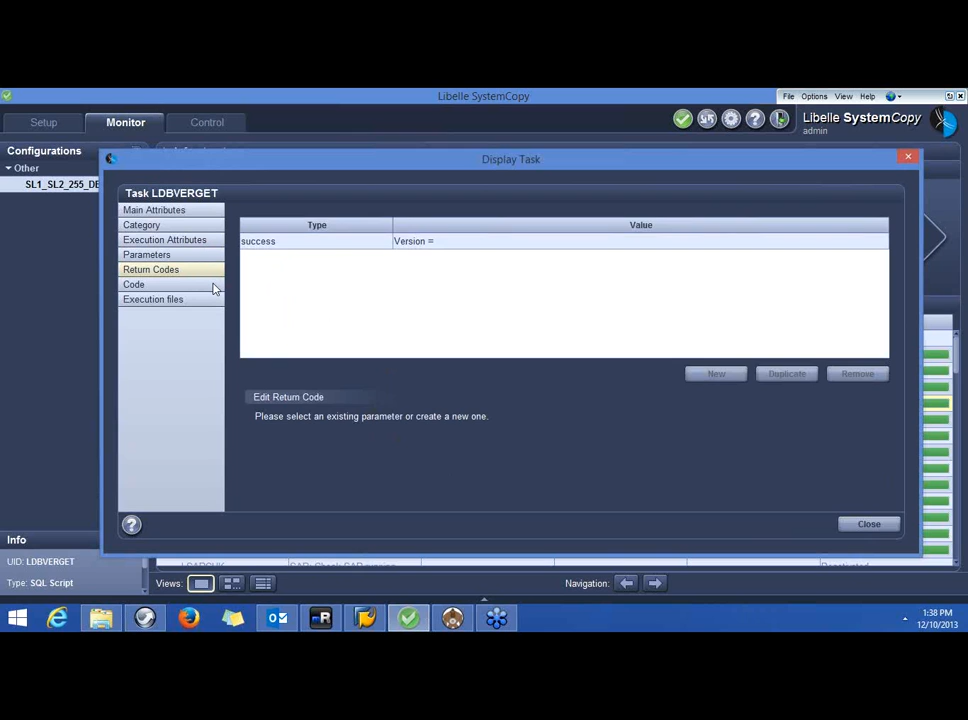 Libelle SystemCopy
File Options View Help
Setup Monitor Control
Libelle SystemCopy
admin
Configurations
Other
SL1_SL2_255_DE
Display Task
Task LDBVERGET
Main Attributes
Category
Execution Attributes
Parameters
Return Codes
Code
Execution files
Type Value
success Version =
New Duplicate Remove
Edit Return Code
Please select an existing parameter or create a new one.
Close
Info
UID: LDBVERGET
Type: SQL Script
Views:
Navigation:
1:38 PM
12/10/2013